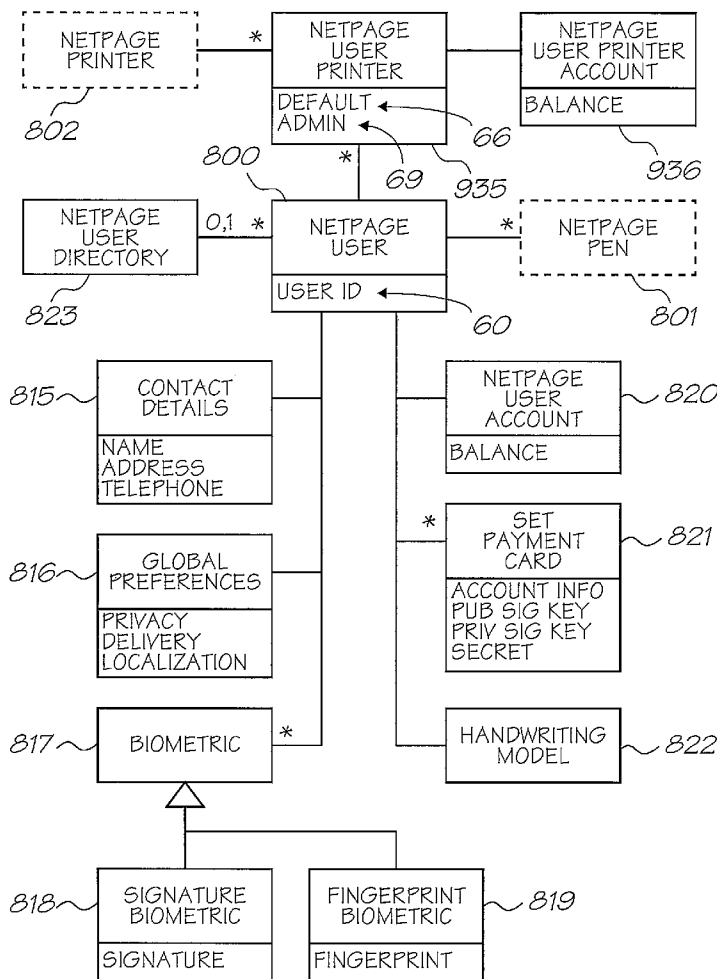 NETPAGE
PRINTER
802
*
NETPAGE
USER
PRINTER
DEFAULT
ADMIN
66
69
935
NETPAGE
USER PRINTER
ACCOUNT
BALANCE
936
800
*
NETPAGE
USER
DIRECTORY
823
0,1
*
NETPAGE
USER
USER ID
60
*
NETPAGE
PEN
801
815
CONTACT
DETAILS
NAME
ADDRESS
TELEPHONE
NETPAGE
USER
ACCOUNT
BALANCE
820
816
GLOBAL
PREFERENCES
PRIVACY
DELIVERY
LOCALIZATION
*
SET
PAYMENT
CARD
ACCOUNT INFO
PUB SIG KEY
PRIV SIG KEY
SECRET
821
817
BIOMETRIC
*
HANDWRITING
MODEL
822
818
SIGNATURE
BIOMETRIC
SIGNATURE
FINGERPRINT
BIOMETRIC
FINGERPRINT
819